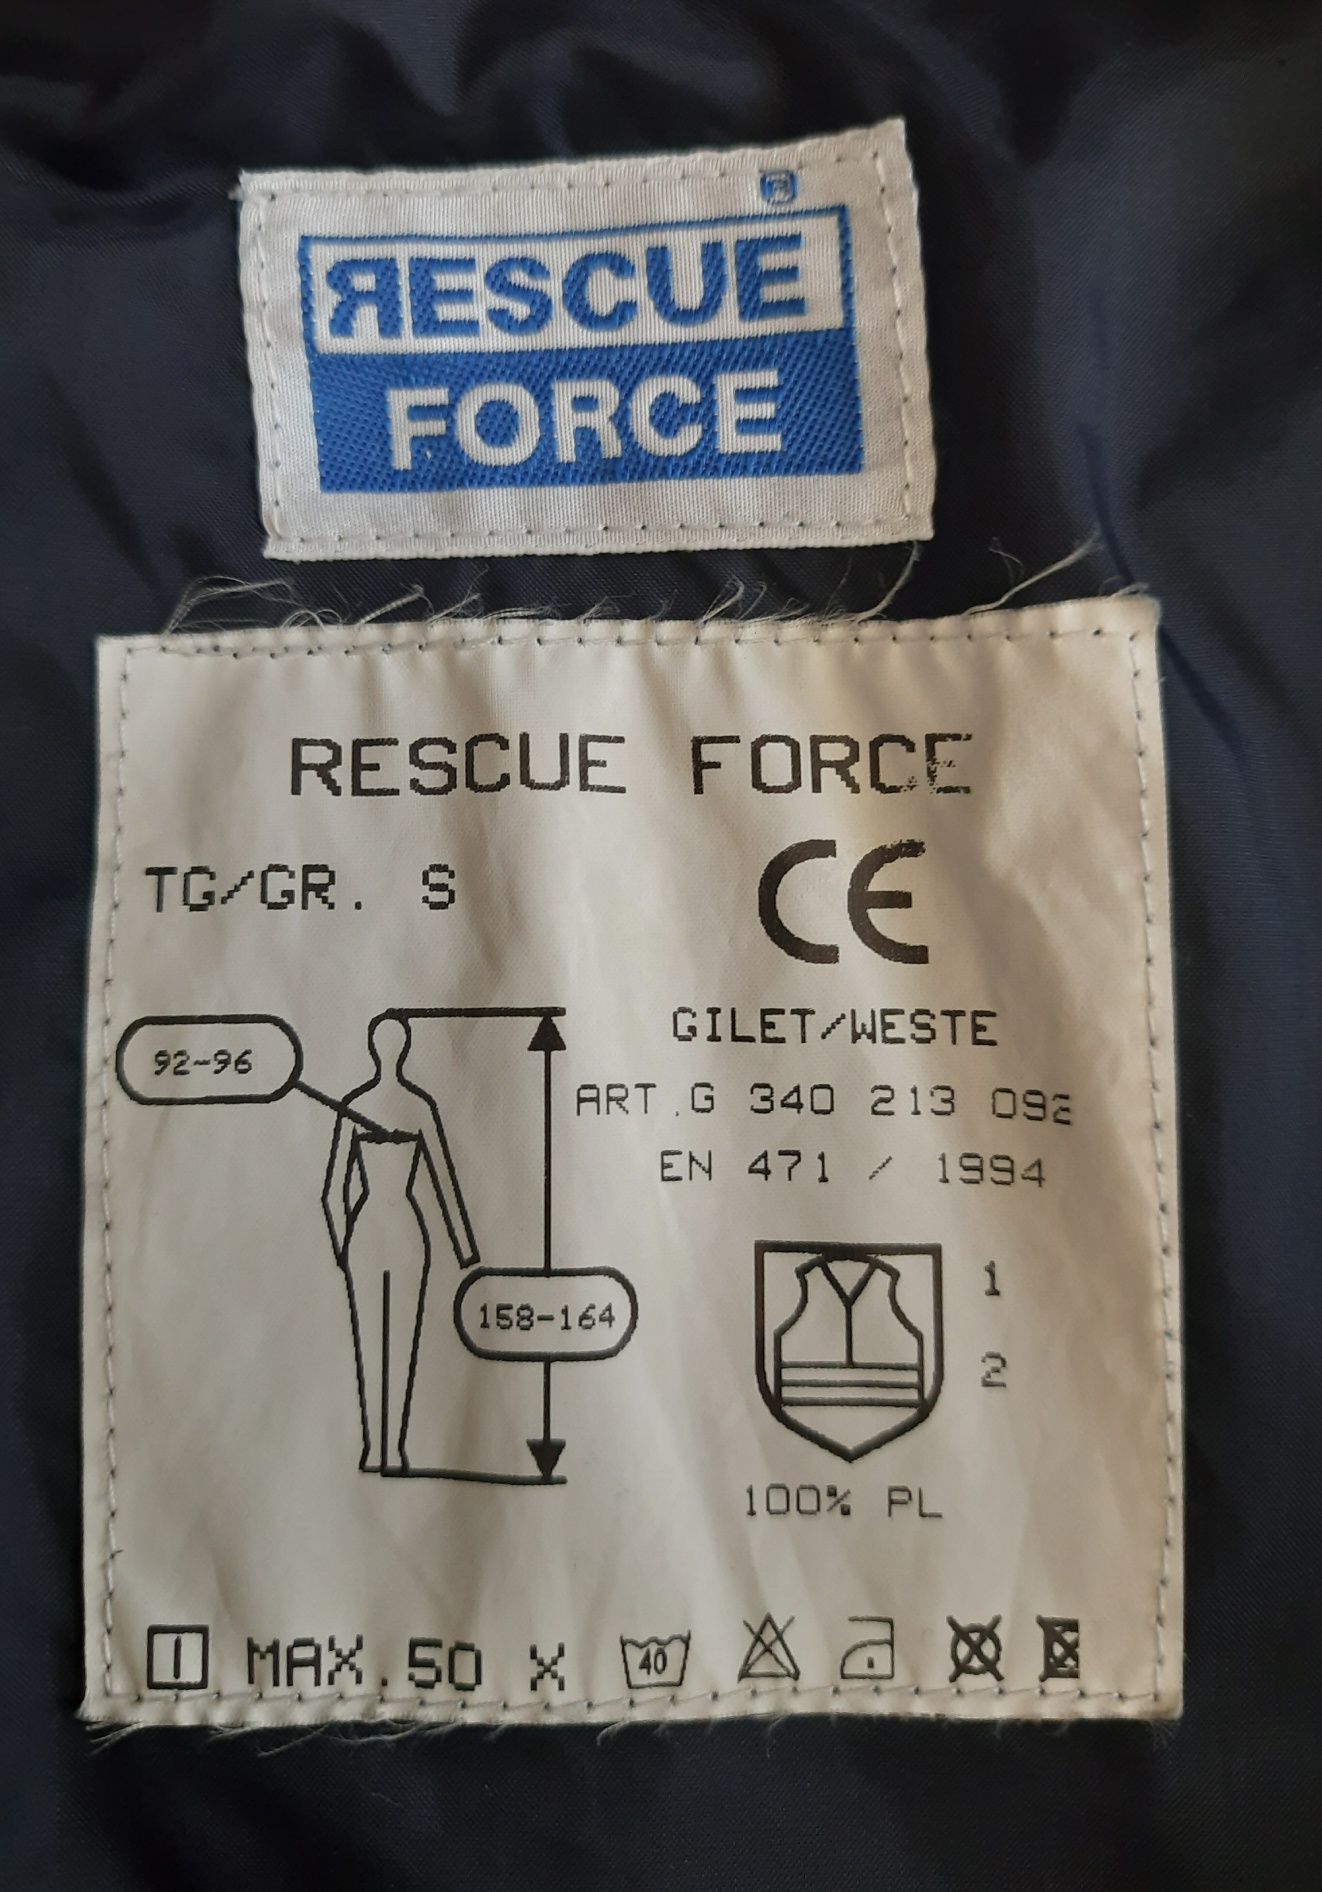 ®
RESCUE
FORCE
RESCUE FORCE
TG/GR. S
CE
92-96
GILET/WESTE
ART.G 340 213 092
EN 471 / 1994
158-164
1
2
100% PL
MAX.50 X
40